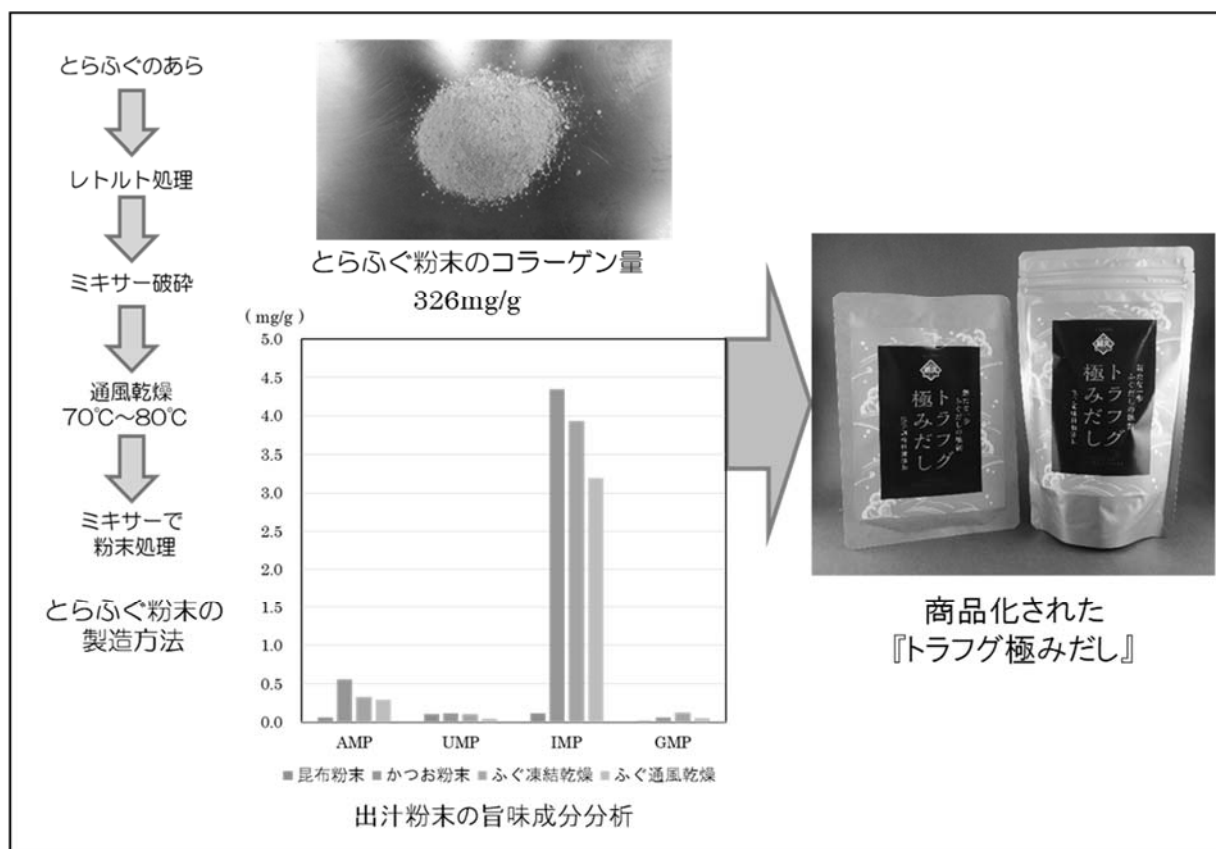 とらふぐのあら
レトルト処理
ミキサー破砕
通風乾燥
70℃～80℃
ミキサーで
粉末処理
とらふぐ粉末の
製造方法
とらふぐ粉末のコラーゲン量
326mg/g
( mg/g )
5.0
4.5
4.0
3.5
3.0
2.5
2.0
1.5
1.0
0.5
0.0
AMP UMP IMP GMP
■昆布粉末 ■かつお粉末 ■ふぐ凍結乾燥 ■ふぐ通風乾燥
出汁粉末の旨味成分分析
トラフグ
極みだし
トラフグ
極みだし
商品化された
『トラフグ極みだし』